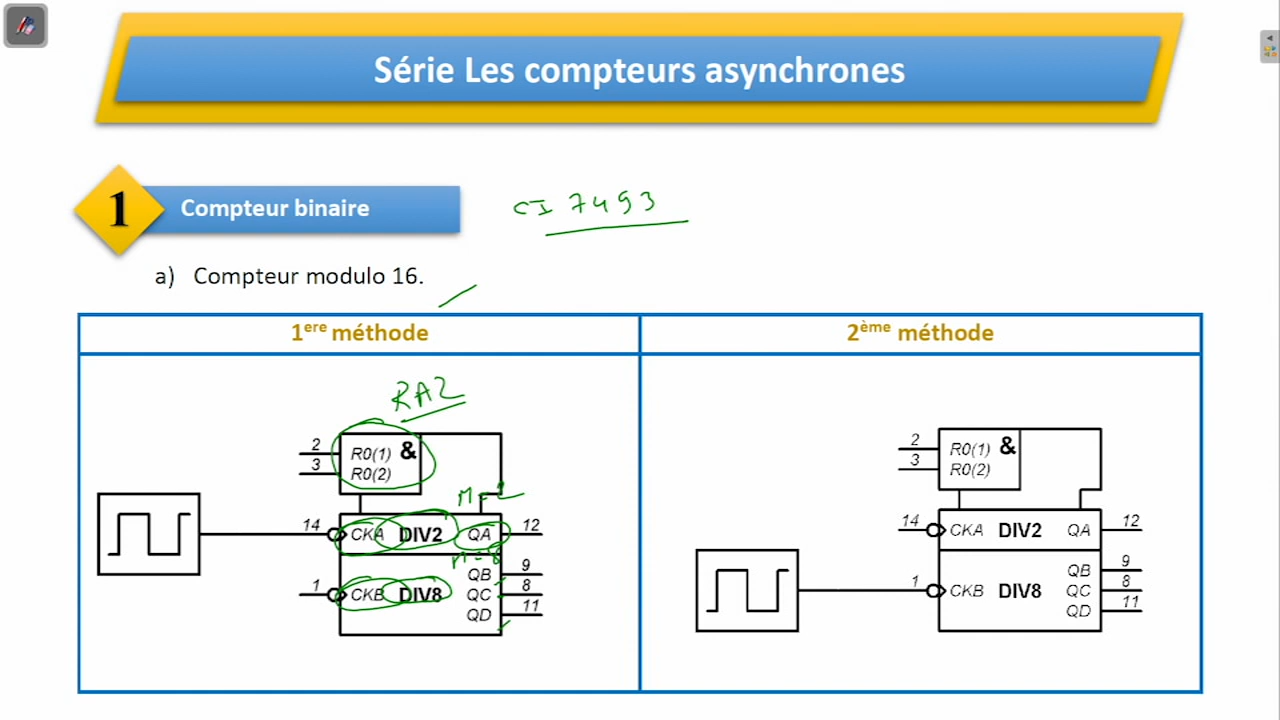 Série Les compteurs asynchrones
1 Compteur binaire
CI 7493
a) Compteur modulo 16.
1ere méthode
RAZ
2 R0(1) &
3 R0(2)
M=2
14 CKA DIV2 QA 12
M=8
QB 9
1 CKB DIV8 QC 8
QD 11
2ème méthode
2 R0(1) &
3 R0(2)
14 CKA DIV2 QA 12
QB 9
1 CKB DIV8 QC 8
QD 11